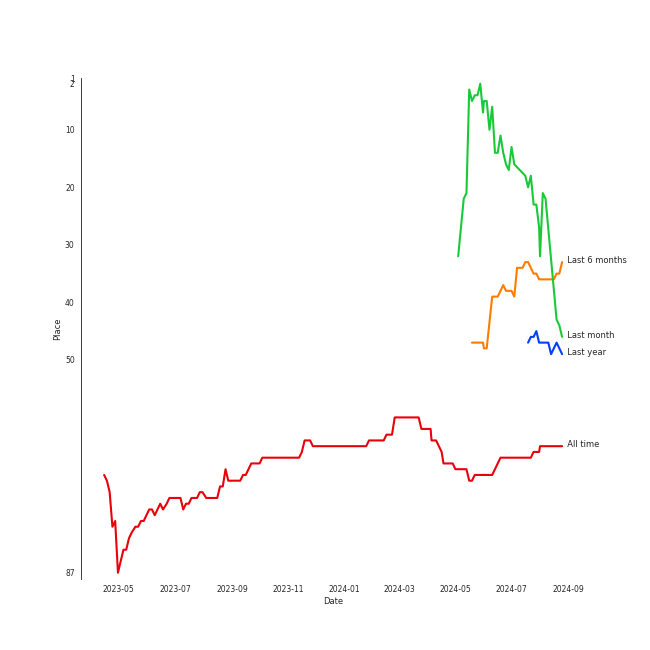 1
2
10
20
30
40
50
87
Place
Last 6 months
Last month
Last year
All time
2023-05
2023-07
2023-09
2023-11
2024-01
2024-03
2024-05
2024-07
2024-09
Date